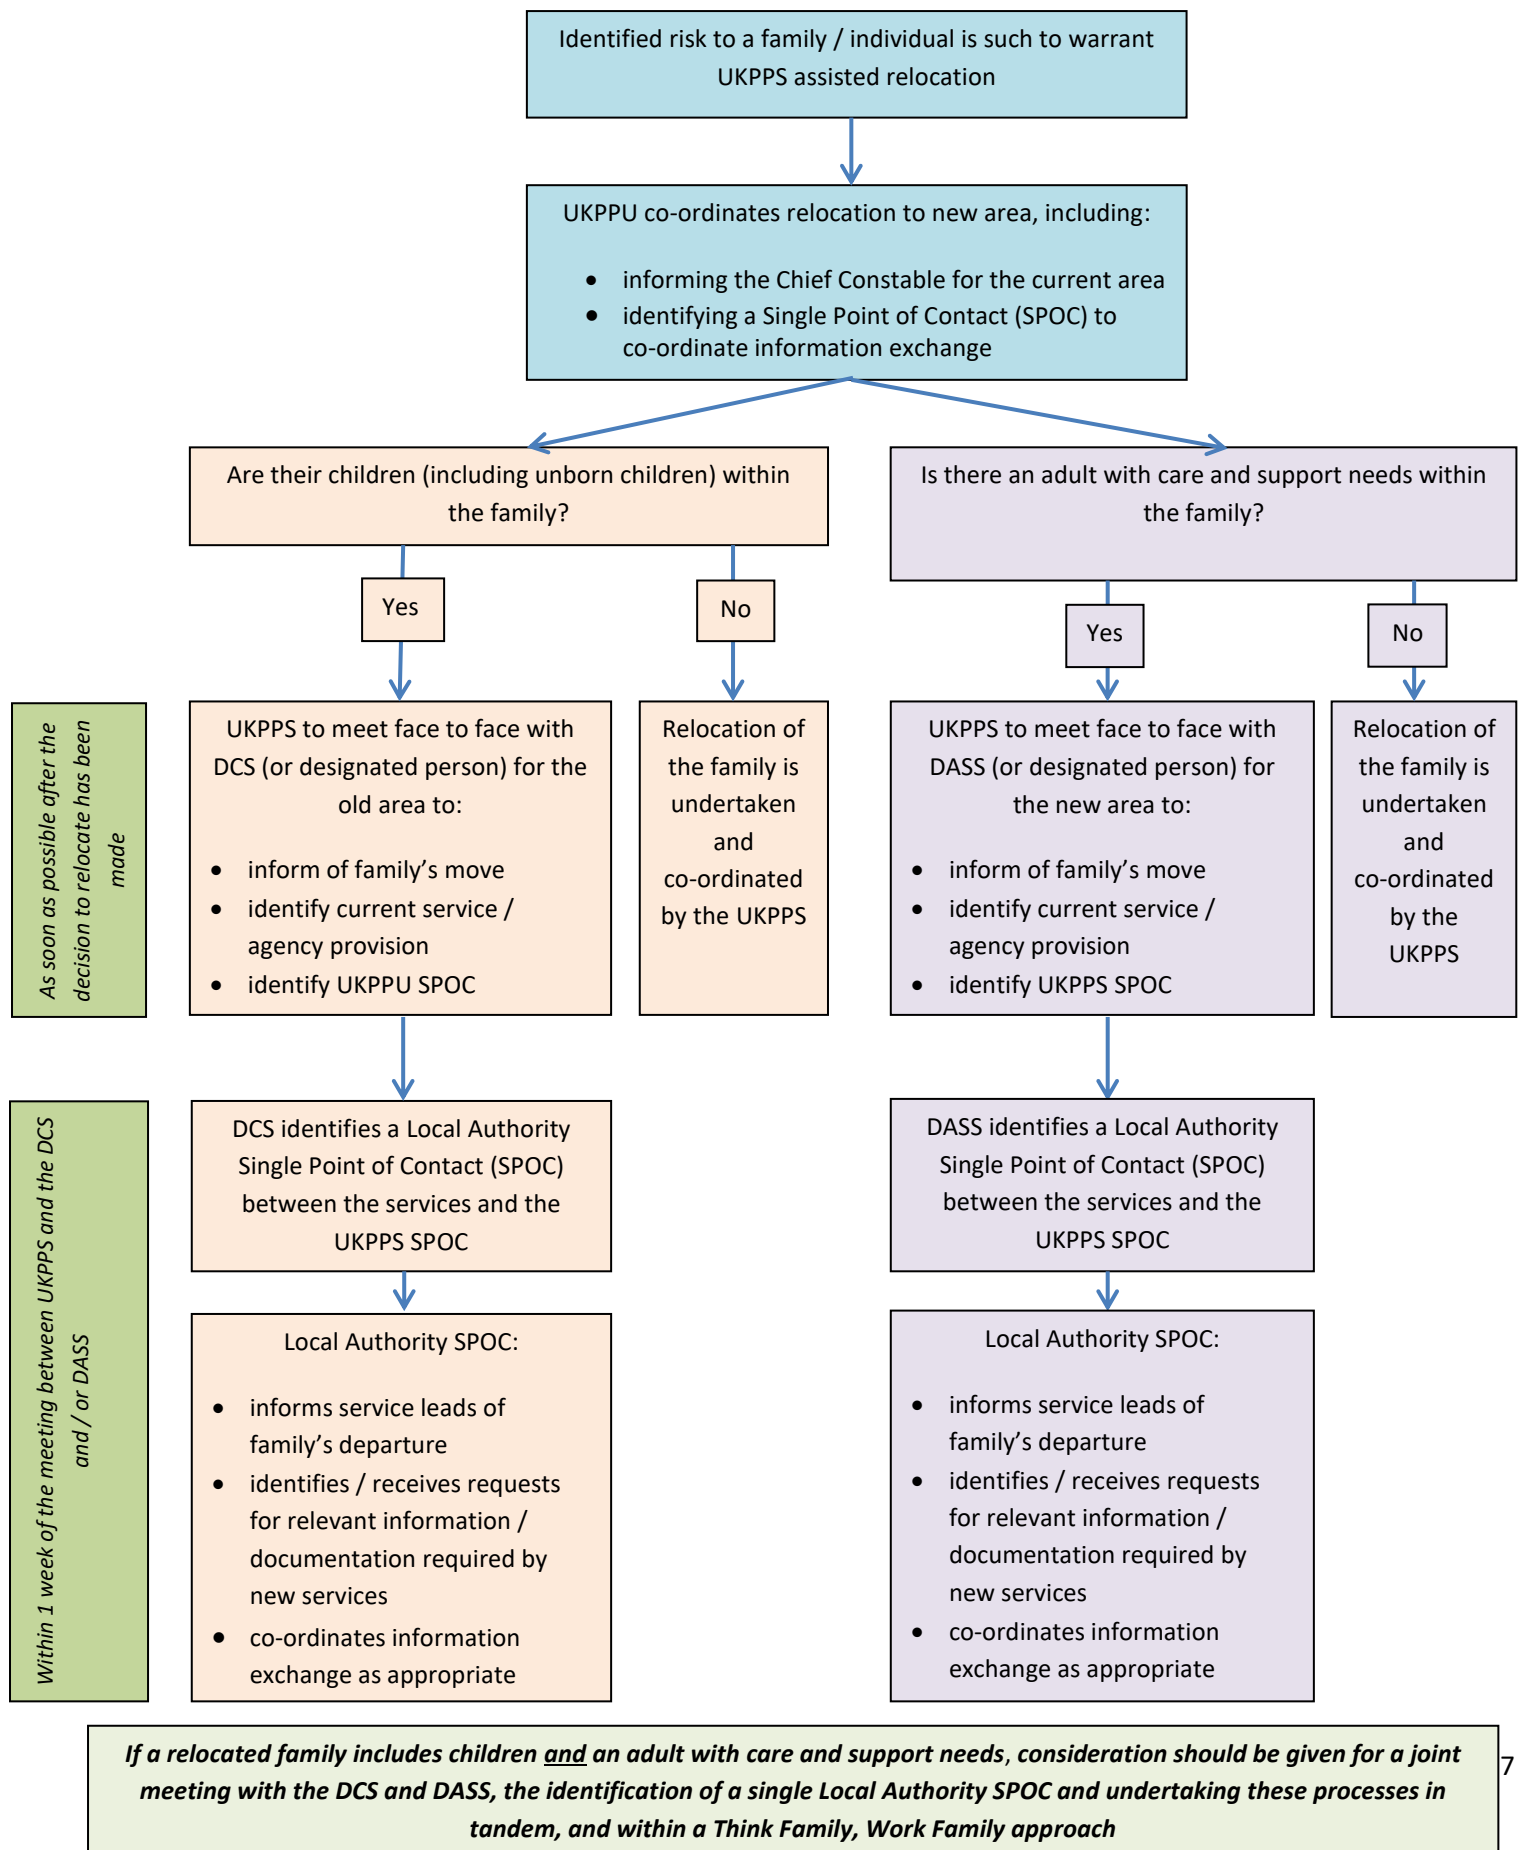 Identified risk to a family / individual is such to warrant
UKPPS assisted relocation
UKPPU co-ordinates relocation to new area, including:
• informing the Chief Constable for the current area
• identifying a Single Point of Contact (SPOC) to
co-ordinate information exchange
Are their children (including unborn children) within
the family?
Is there an adult with care and support needs within
the family?
Yes
No
Yes
No
As soon as possible after the
decision to relocate has been
made
UKPPS to meet face to face with
DCS (or designated person) for the
old area to:
• inform of family’s move
• identify current service /
agency provision
• identify UKPPU SPOC
Relocation of
the family is
undertaken
and
co-ordinated
by the UKPPS
UKPPS to meet face to face with
DASS (or designated person) for
the new area to:
• inform of family’s move
• identify current service /
agency provision
• identify UKPPS SPOC
Relocation of
the family is
undertaken
and
co-ordinated
by the
UKPPS
Within 1 week of the meeting between UKPPS and the DCS
and / or DASS
DCS identifies a Local Authority
Single Point of Contact (SPOC)
between the services and the
UKPPS SPOC
DASS identifies a Local Authority
Single Point of Contact (SPOC)
between the services and the
UKPPS SPOC
Local Authority SPOC:
• informs service leads of
family’s departure
• identifies / receives requests
for relevant information /
documentation required by
new services
• co-ordinates information
exchange as appropriate
Local Authority SPOC:
• informs service leads of
family’s departure
• identifies / receives requests
for relevant information /
documentation required by
new services
• co-ordinates information
exchange as appropriate
If a relocated family includes children and an adult with care and support needs, consideration should be given for a joint
meeting with the DCS and DASS, the identification of a single Local Authority SPOC and undertaking these processes in
tandem, and within a Think Family, Work Family approach
7